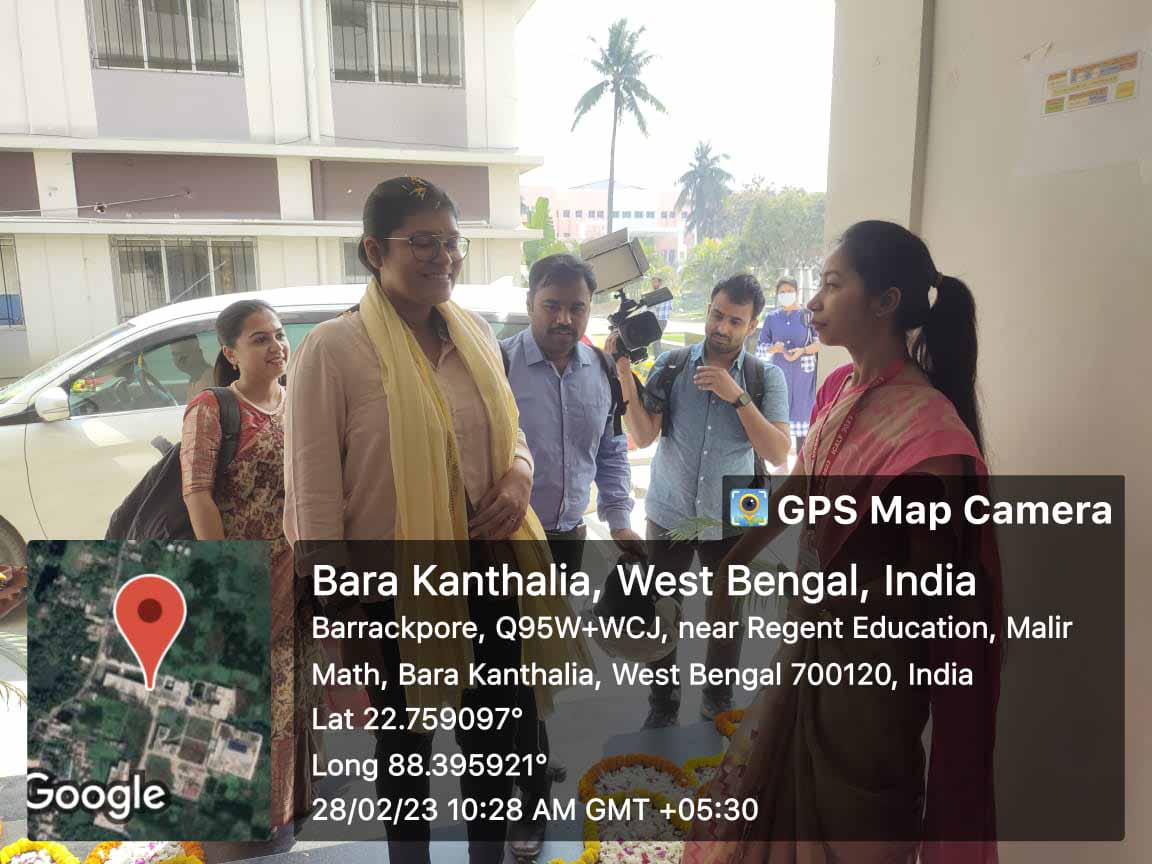 GPS Map Camera
Bara Kanthalia, West Bengal, India
Barrackpore, Q95W+WCJ, near Regent Education, Malir
Math, Bara Kanthalia, West Bengal 700120, India
Lat 22.759097°
Long 88.395921°
28/02/23 10:28 AM GMT +05:30
Google